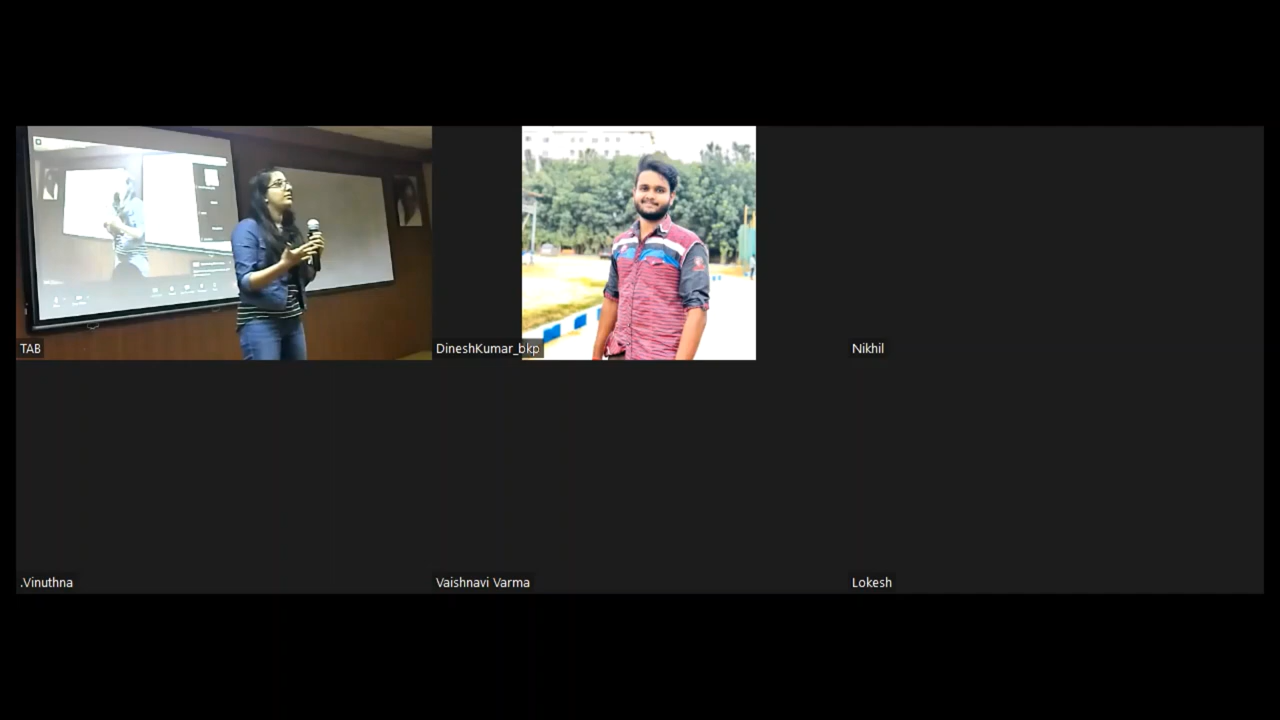 TAB
DineshKumar_bkp
Nikhil
.Vinuthna
Vaishnavi Varma
Lokesh